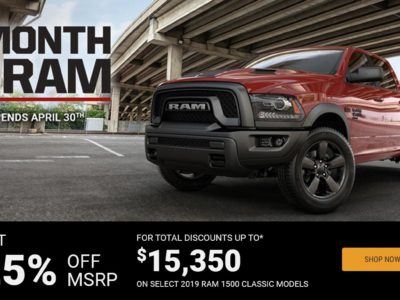 MONTH
RAM
ENDS APRIL 30TH
RAM
OFF
MSRP
FOR TOTAL DISCOUNTS UP TO*
$15,350
ON SELECT 2019 RAM 1500 CLASSIC MODELS
SHOP NOW